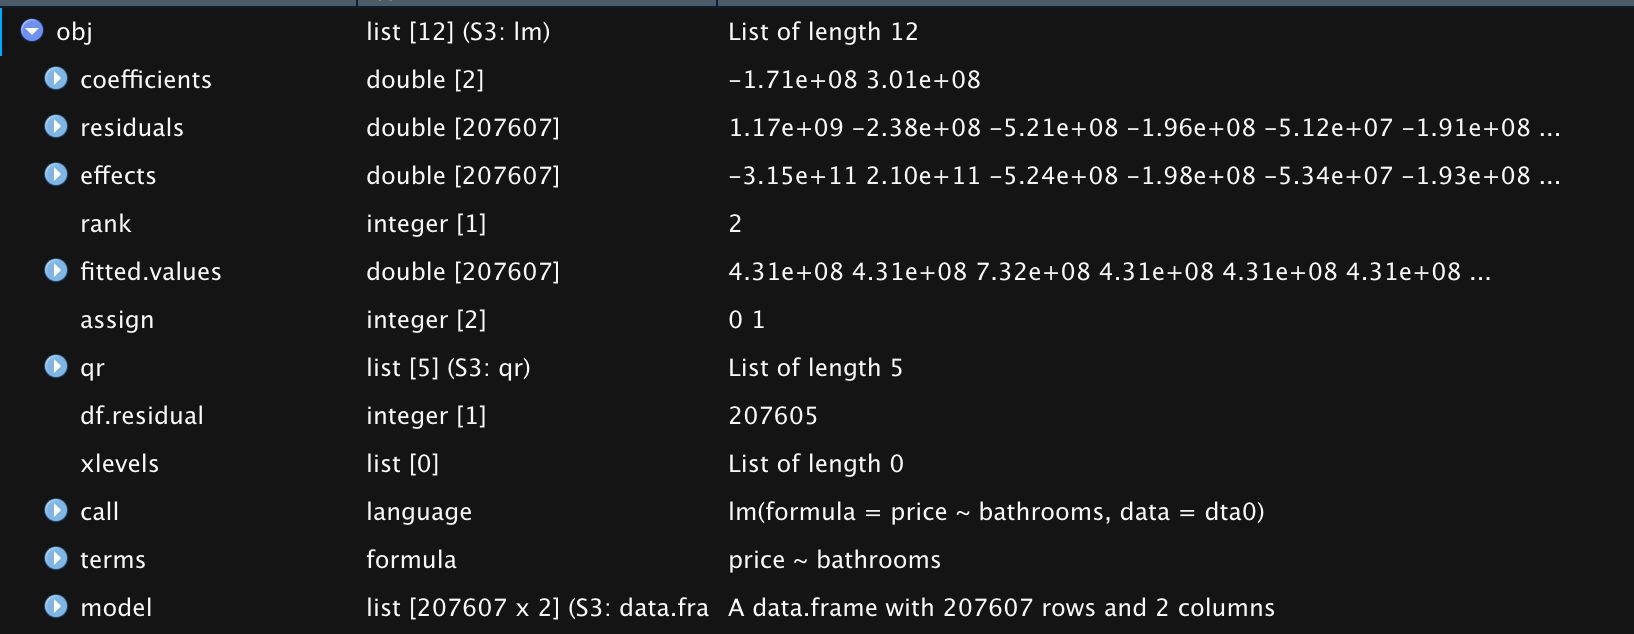 obj list [12] (S3: lm) List of length 12
coefficients double [2] -1.71e+08 3.01e+08
residuals double [207607] 1.17e+09 -2.38e+08 -5.21e+08 -1.96e+08 -5.12e+07 -1.91e+08 ...
effects double [207607] -3.15e+11 2.10e+11 -5.24e+08 -1.98e+08 -5.34e+07 -1.93e+08 ...
rank integer [1] 2
fitted.values double [207607] 4.31e+08 4.31e+08 7.32e+08 4.31e+08 4.31e+08 4.31e+08 ...
assign integer [2] 0 1
qr list [5] (S3: qr) List of length 5
df.residual integer [1] 207605
xlevels list [0] List of length 0
call language lm(formula = price ~ bathrooms, data = dta0)
terms formula price ~ bathrooms
model list [207607 x 2] (S3: data.fra A data.frame with 207607 rows and 2 columns